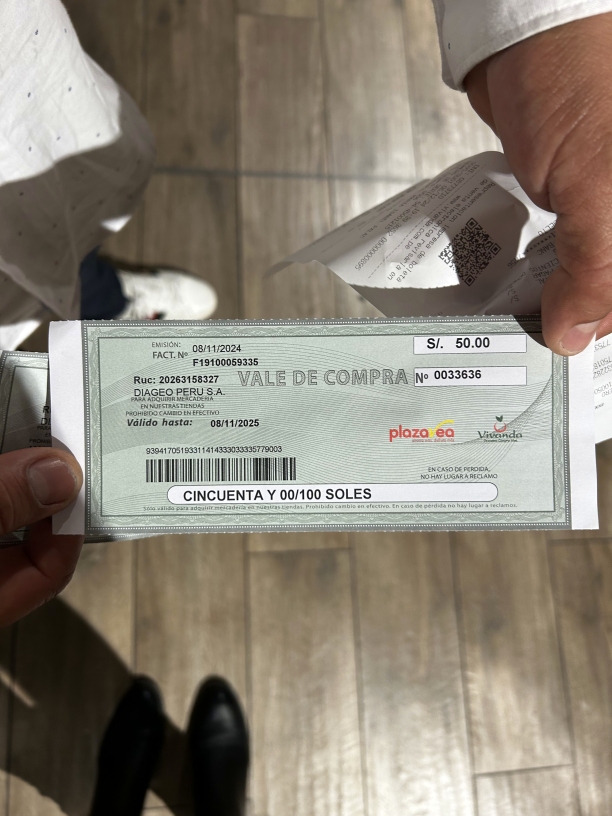 EMISIÓN: 08/11/2024
FACT. Nº F19100059335
S/. 50.00
Ruc: 20263158327
VALE DE COMPRA Nº 0033636
DIAGEO PERU S.A.
PARA ADQUIRIR MERCADERIA
EN NUESTRAS TIENDAS
PROHIBIDO CAMBIO EN EFECTIVO
Válido hasta: 08/11/2025
plazaVea
Vivanda
93941705193311414333033335779003
EN CASO DE PERDIDA,
NO HAY LUGAR A RECLAMO
CINCUENTA Y 00/100 SOLES
Solo válido para adquirir mercadería en nuestras tiendas. Prohibido cambio en efectivo. En caso de pérdida no hay lugar a reclamos.